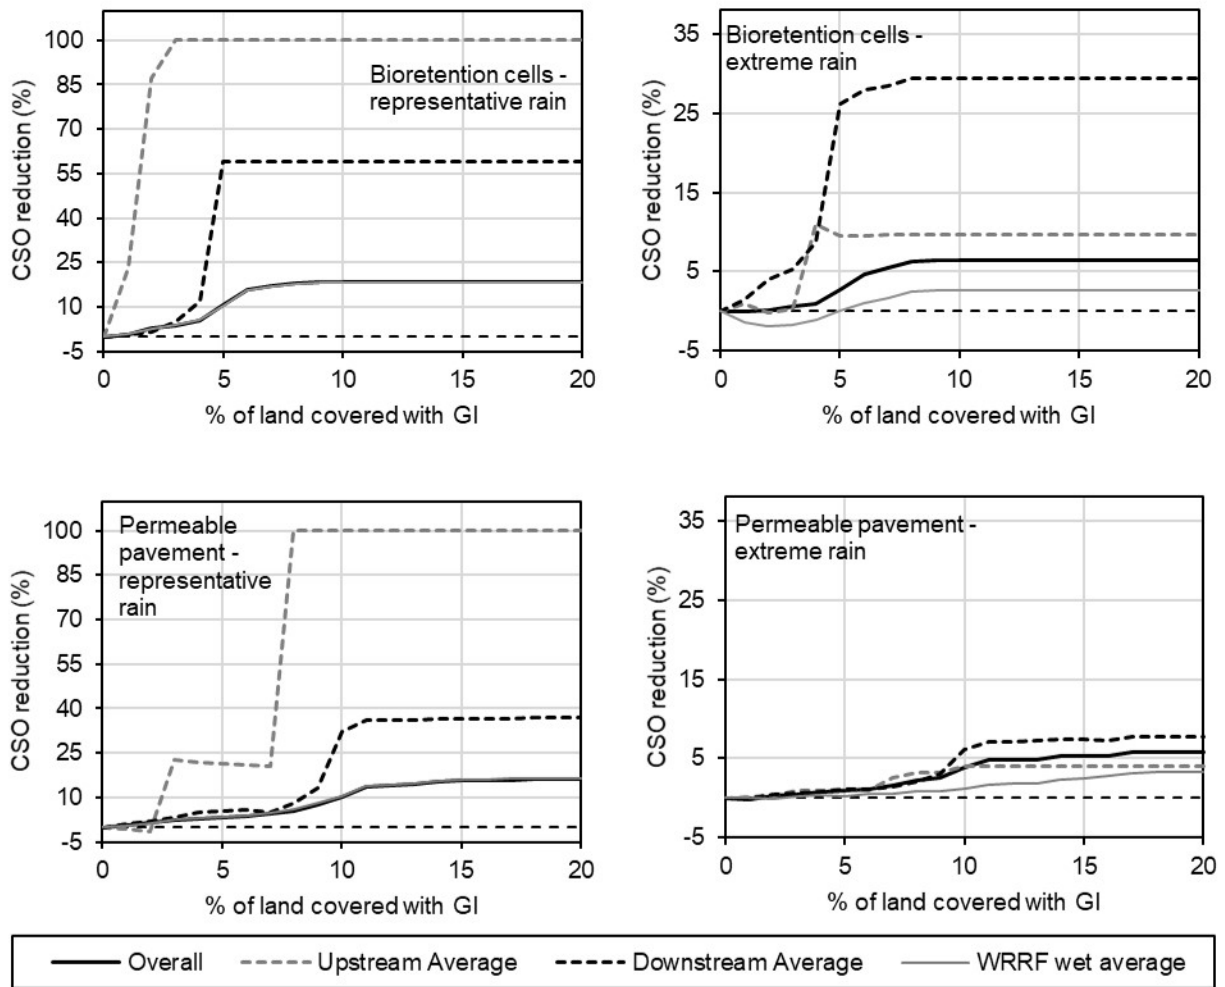 CSO reduction (%)
100
85
70
55
40
25
10
-5
Bioretention cells -
representative rain
0 5 10 15 20
% of land covered with GI
CSO reduction (%)
35
25
15
5
-5
Bioretention cells -
extreme rain
0 5 10 15 20
% of land covered with GI
CSO reduction (%)
100
85
70
55
40
25
10
-5
Permeable
pavement -
representative
rain
0 5 10 15 20
% of land covered with GI
CSO reduction (%)
35
25
15
5
-5
Permeable pavement -
extreme rain
0 5 10 15 20
% of land covered with GI
Overall Upstream Average Downstream Average WRRF wet average